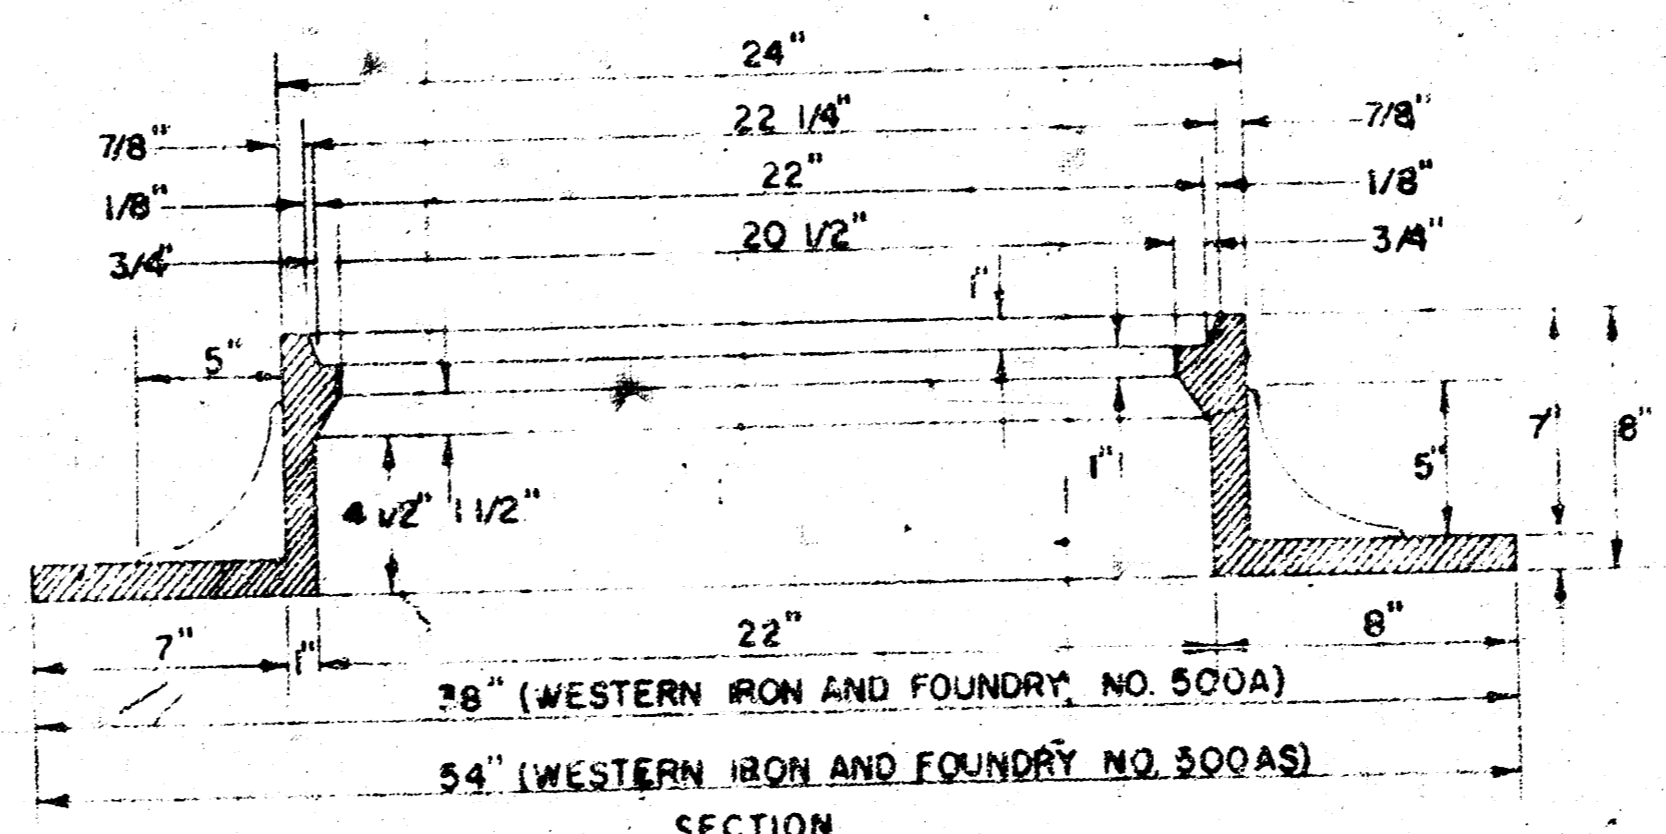 24"
7/8" 22 1/4" 7/8"
1/8" 22" 1/8"
3/4" 20 1/2" 3/4"
1"
5"
7" 8"
1" 5"
4 1/2" 1 1/2"
7" 1" 22" 8"
38" (WESTERN IRON AND FOUNDRY, NO. 500A)
54" (WESTERN IRON AND FOUNDRY NO. 500AS)
SECTION